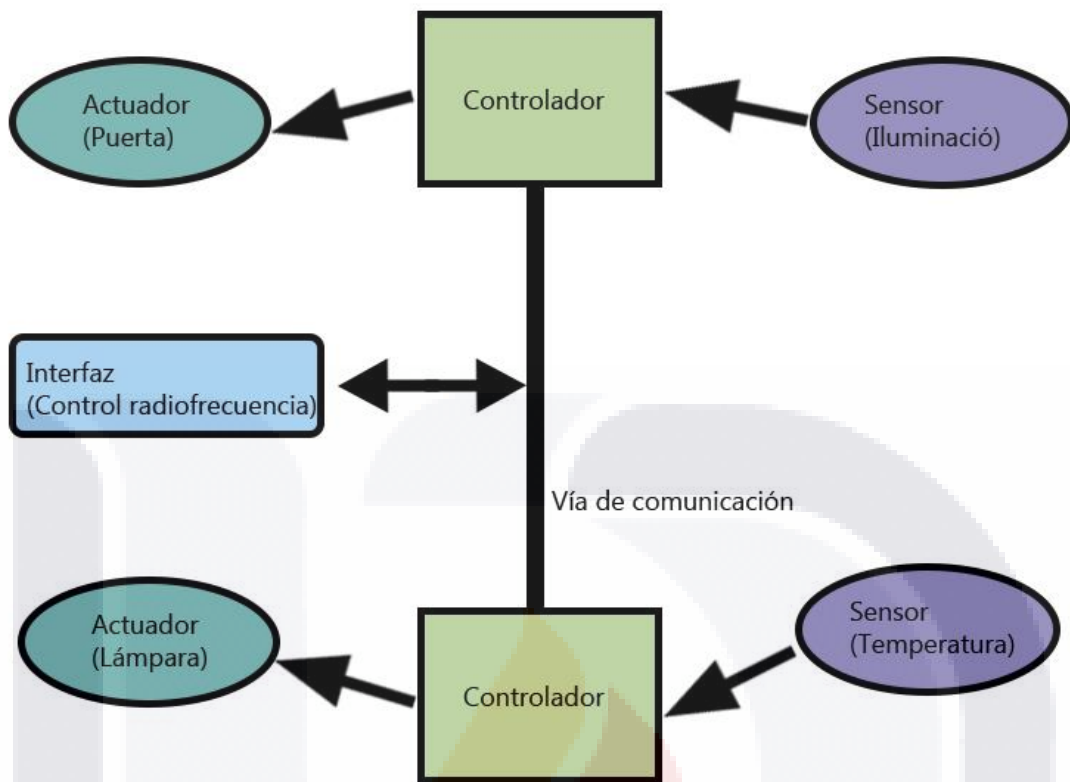 Actuador
(Puerta)
Controlador
Sensor
(Iluminació)
Interfaz
(Control radiofrecuencia)
Vía de comunicación
Actuador
(Lámpara)
Controlador
Sensor
(Temperatura)